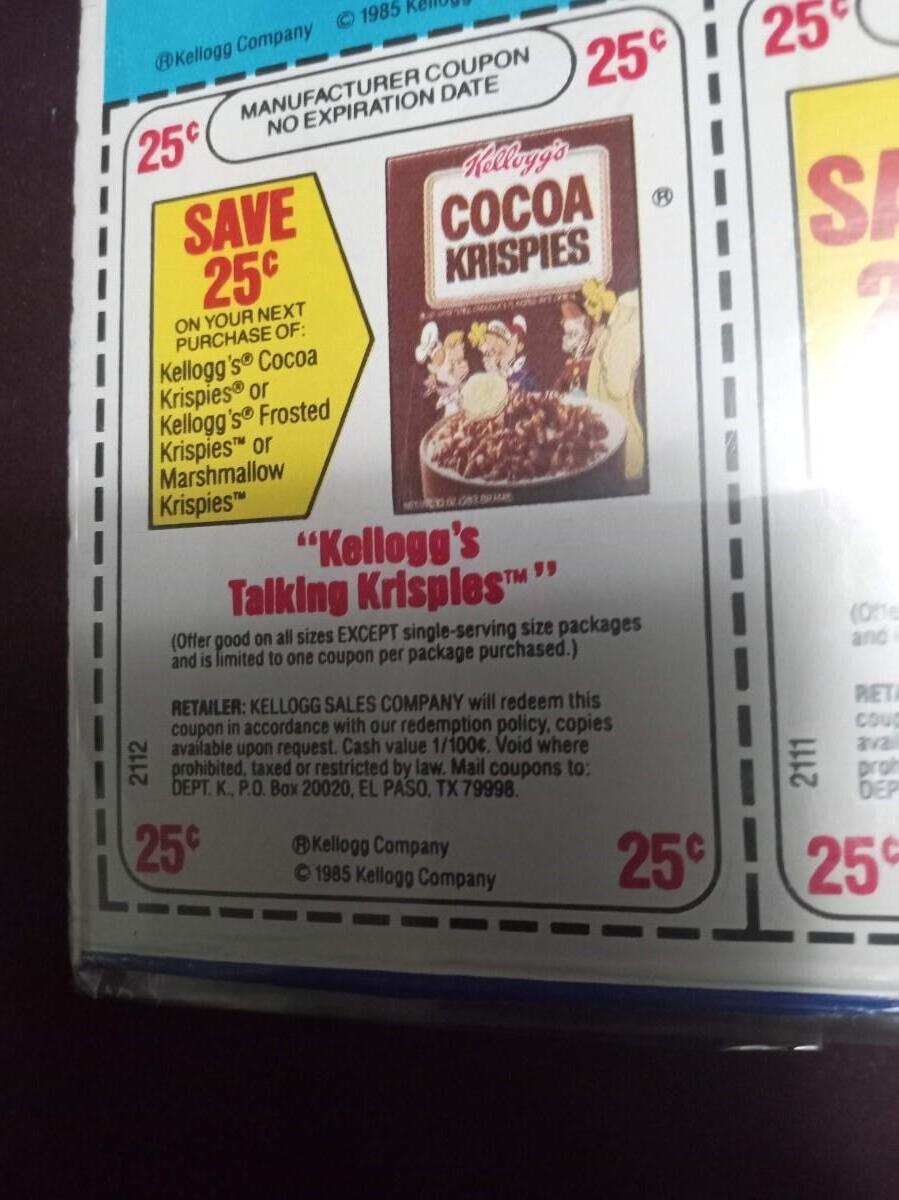 ®Kellogg Company © 1985
MANUFACTURER COUPON
NO EXPIRATION DATE
25¢
25¢
SAVE
25¢
ON YOUR NEXT
PURCHASE OF:
Kellogg's® Cocoa
Krispies® or
Kellogg's® Frosted
Krispies™ or
Marshmallow
Krispies™
Kellogg's
COCOA
KRISPIES
®
“Kellogg's
Talking Krispies™”
(Offer good on all sizes EXCEPT single-serving size packages
and is limited to one coupon per package purchased.)
RETAILER: KELLOGG SALES COMPANY will redeem this
coupon in accordance with our redemption policy, copies
available upon request. Cash value 1/100¢. Void where
prohibited, taxed or restricted by law. Mail coupons to:
DEPT. K., P.O. Box 20020, EL PASO, TX 79998.
2112
25¢
®Kellogg Company
© 1985 Kellogg Company
25¢
25¢
2111
25¢